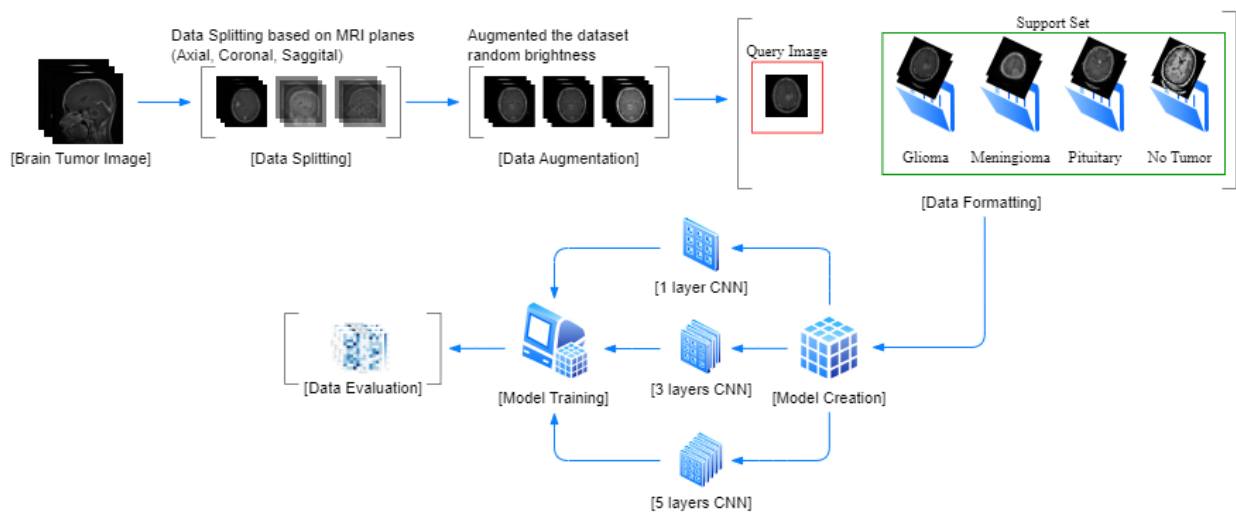 Data Splitting based on MRI planes
(Axial, Coronal, Saggital)
[Brain Tumor Image]
[Data Splitting]
Augmented the dataset
random brightness
[Data Augmentation]
Query Image
Support Set
Glioma
Meningioma
Pituitary
No Tumor
[Data Formatting]
[1 layer CNN]
[3 layers CNN]
[5 layers CNN]
[Model Creation]
[Model Training]
[Data Evaluation]